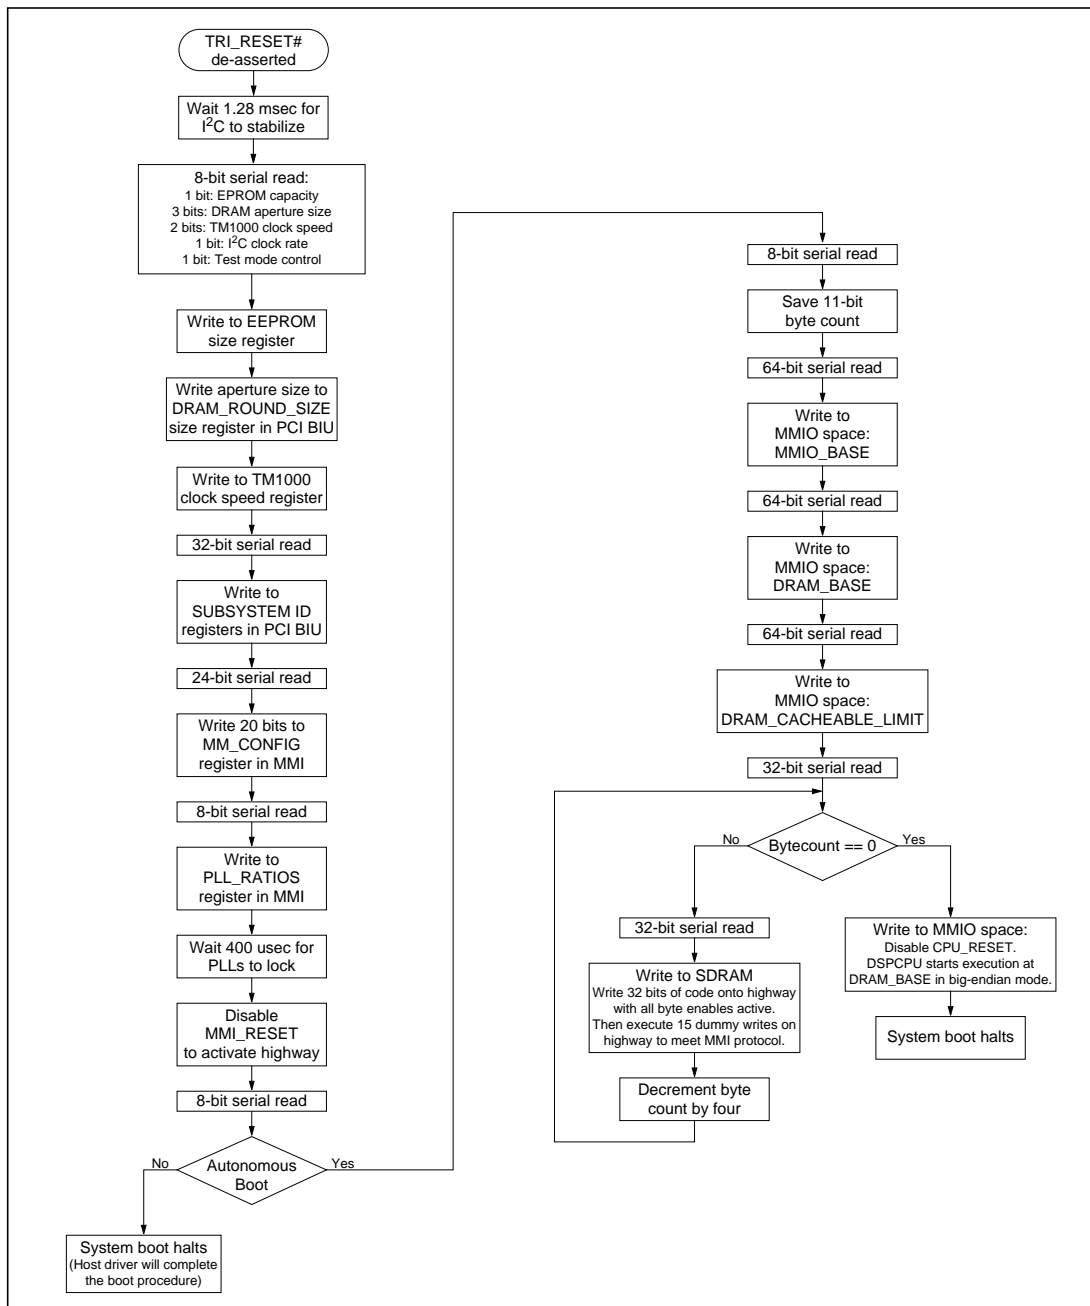 TRI_RESET#
de-asserted
Wait 1.28 msec for
I²C to stabilize
8-bit serial read:
1 bit: EPROM capacity
3 bits: DRAM aperture size
2 bits: TM1000 clock speed
1 bit: I²C clock rate
1 bit: Test mode control
Write to EEPROM
size register
Write aperture size to
DRAM_ROUND_SIZE
size register in PCI BIU
Write to TM1000
clock speed register
32-bit serial read
Write to
SUBSYSTEM ID
registers in PCI BIU
24-bit serial read
Write 20 bits to
MM_CONFIG
register in MMI
8-bit serial read
Write to
PLL_RATIOS
register in MMI
Wait 400 usec for
PLLs to lock
Disable
MMI_RESET
to activate highway
8-bit serial read
Autonomous
Boot
No
Yes
System boot halts
(Host driver will complete
the boot procedure)
8-bit serial read
Save 11-bit
byte count
64-bit serial read
Write to
MMIO space:
MMIO_BASE
64-bit serial read
Write to
MMIO space:
DRAM_BASE
64-bit serial read
Write to
MMIO space:
DRAM_CACHEABLE_LIMIT
32-bit serial read
Bytecount == 0
No
Yes
32-bit serial read
Write to SDRAM
Write 32 bits of code onto highway
with all byte enables active.
Then execute 15 dummy writes on
highway to meet MMI protocol.
Decrement byte
count by four
Write to MMIO space:
Disable CPU_RESET.
DSPCPU starts execution at
DRAM_BASE in big-endian mode.
System boot halts